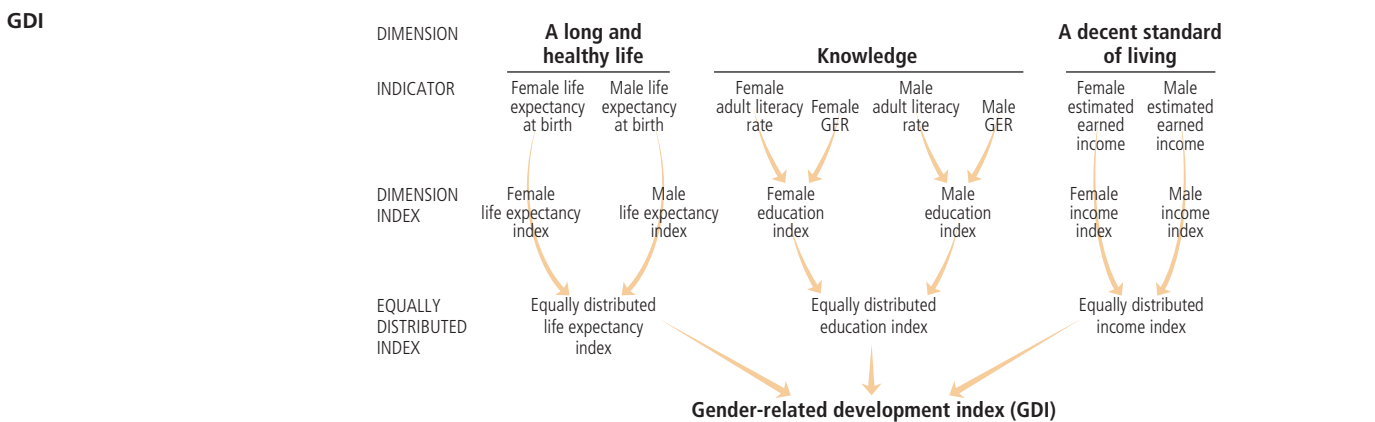 GDI
DIMENSION
A long and
healthy life
Knowledge
A decent standard
of living
INDICATOR
Female life
expectancy
at birth
Male life
expectancy
at birth
Female
adult literacy
rate
Female
GER
Male
adult literacy
rate
Male
GER
Female
estimated
earned
income
Male
estimated
earned
income
DIMENSION
INDEX
Female
life expectancy
index
Male
life expectancy
index
Female
education
index
Male
education
index
Female
income
index
Male
income
index
EQUALLY
DISTRIBUTED
INDEX
Equally distributed
life expectancy
index
Equally distributed
education index
Equally distributed
income index
Gender-related development index (GDI)